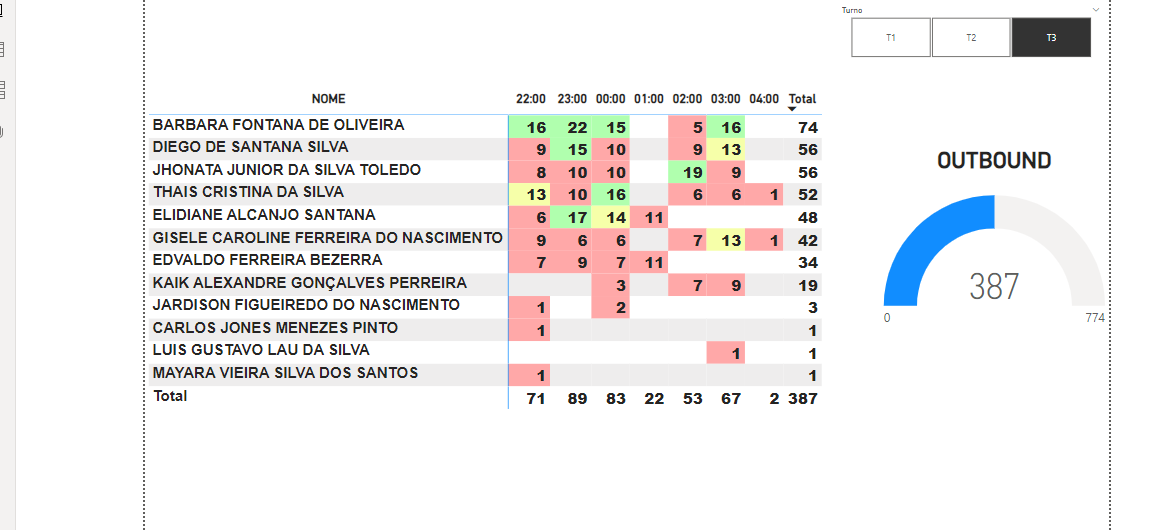 Turno
T1 T2 T3
NOME 22:00 23:00 00:00 01:00 02:00 03:00 04:00 Total
BARBARA FONTANA DE OLIVEIRA 16 22 15 5 16 74
DIEGO DE SANTANA SILVA 9 15 10 9 13 56
JHONATA JUNIOR DA SILVA TOLEDO 8 10 10 19 9 56
THAIS CRISTINA DA SILVA 13 10 16 6 6 1 52
ELIDIANE ALCANJO SANTANA 6 17 14 11 48
GISELE CAROLINE FERREIRA DO NASCIMENTO 9 6 6 7 13 1 42
EDVALDO FERREIRA BEZERRA 7 9 7 11 34
KAIK ALEXANDRE GONÇALVES PERREIRA 3 7 9 19
JARDISON FIGUEIREDO DO NASCIMENTO 1 2 3
CARLOS JONES MENEZES PINTO 1 1
LUIS GUSTAVO LAU DA SILVA 1 1
MAYARA VIEIRA SILVA DOS SANTOS 1 1
Total 71 89 83 22 53 67 2 387
OUTBOUND
387
0 774